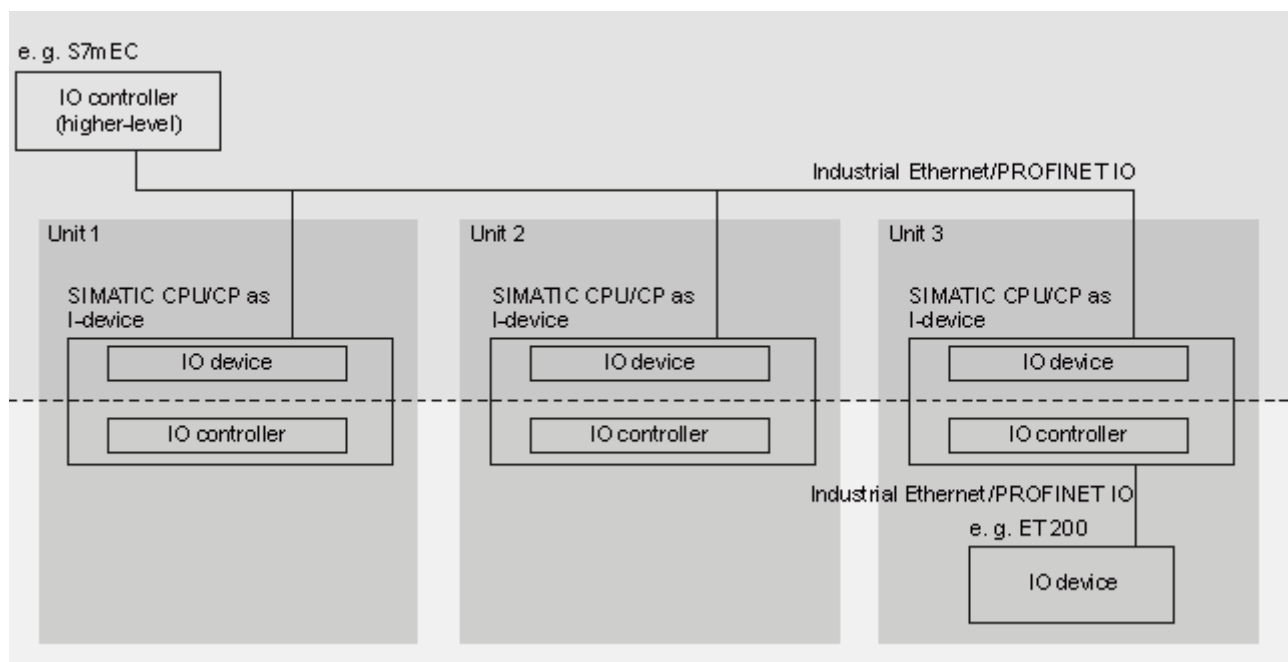 e. g. S7mEC
IO controller
(higher-level)
Industrial Ethernet/PROFINET IO
Unit 1
Unit 2
Unit 3
SIMATIC CPU/CP as
I-device
SIMATIC CPU/CP as
I-device
SIMATIC CPU/CP as
I-device
IO device
IO device
IO device
IO controller
IO controller
IO controller
Industrial Ethernet/PROFINET IO
e. g. ET200
IO device